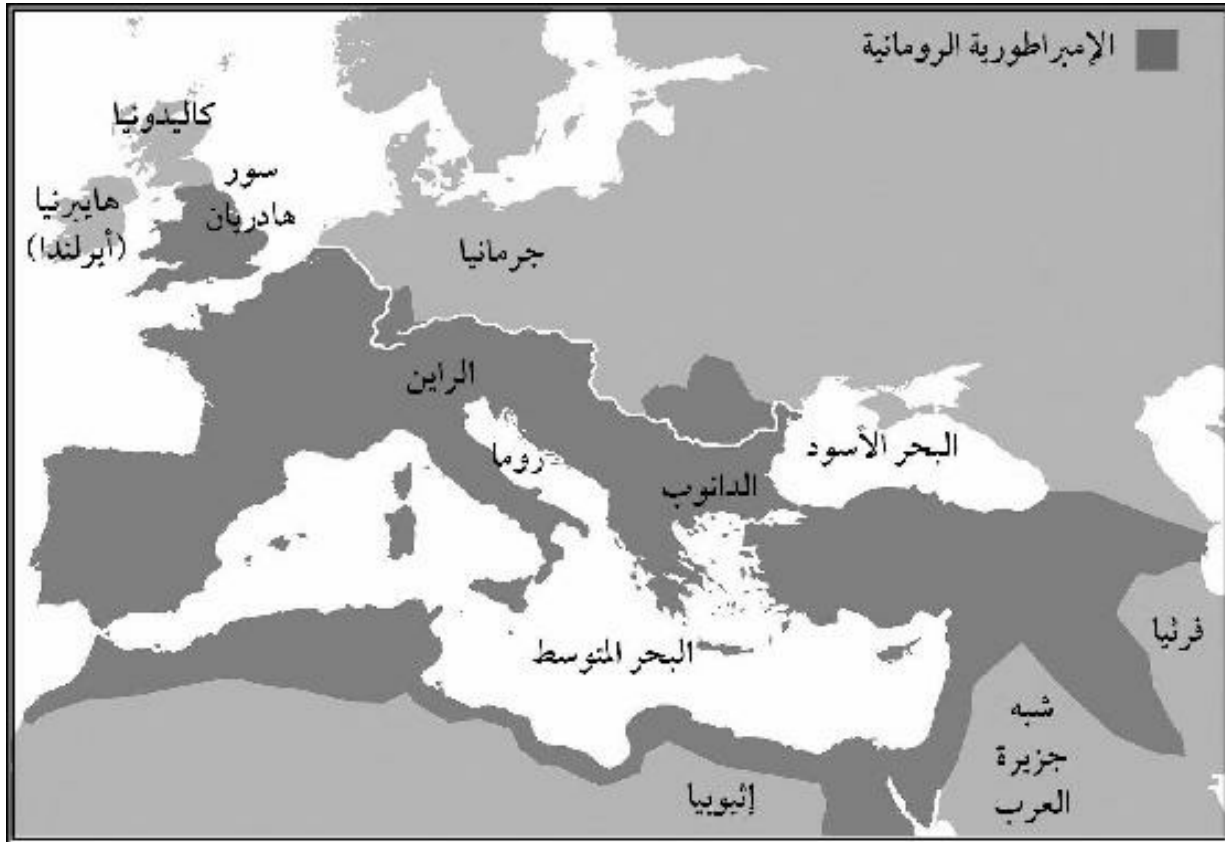 الإمبراطورية الرومانية
كاليدونيا
سور
هادريان
هايبرنيا
(أيرلندا)
جرمانيا
الراين
روما
الدانوب
البحر الأسود
البحر المتوسط
فرثيا
شبه
جزيرة
العرب
إثيوبيا